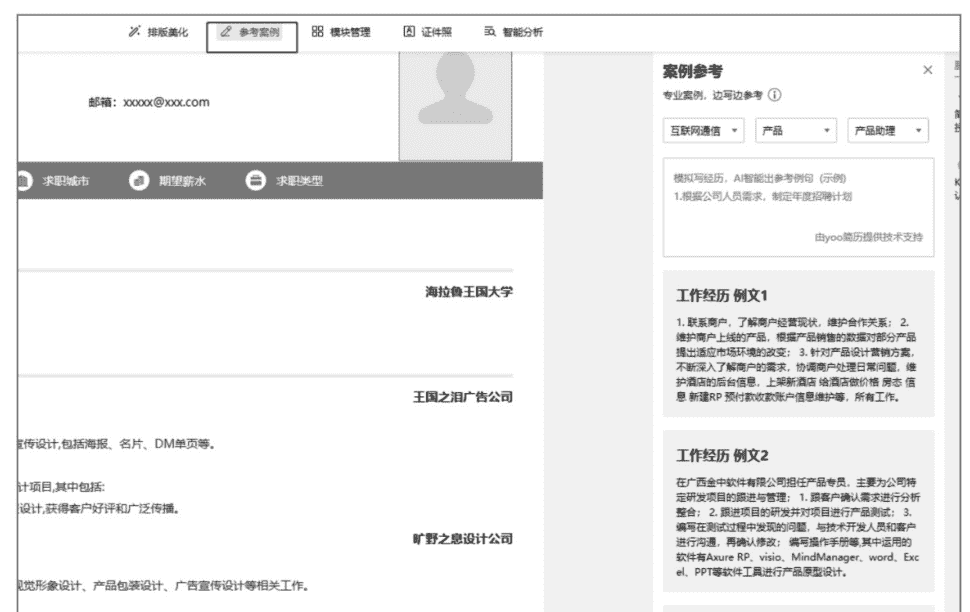 排版美化 参考案例 模块管理 证件照 智能分析
邮箱：xxxxx@xxx.com
求职城市 期望薪水 求职类型
海拉鲁王国大学
王国之泪广告公司
宣传设计,包括海报、名片、DM单页等。
计项目,其中包括:
设计,获得客户好评和广泛传播。
旷野之息设计公司
视觉形象设计、产品包装设计、广告宣传设计等相关工作。
案例参考
专业案例，边写边参考
互联网通信 产品 产品助理
模拟写经历，AI智能出参考例句（示例）
1.根据公司人员需求，制定年度招聘计划
由yoo简历提供技术支持
工作经历 例文1
1. 联系商户，了解商户经营现状，维护合作关系； 2.
维护商户上线的产品，根据产品销售的数据对部分产品
提出适应市场环境的改变； 3. 针对产品设计营销方案，
不断深入了解商户的需求，协调商户处理日常问题，维
护酒店的后台信息，上架新酒店 给酒店做价格 房态 信
息 新建RP 预付款收款账户信息维护等，所有工作。
工作经历 例文2
在广西金中软件有限公司担任产品专员，主要为公司特
定研发项目的跟进与管理； 1. 跟客户确认需求进行分析
整合； 2. 跟进项目的研发并对项目进行产品测试； 3.
编写在测试过程中发现的问题，与技术开发人员和客户
进行沟通，再确认修改； 编写操作手册等,其中运用的
软件有Axure RP、visio、MindManager、word、Exc
el、PPT等软件工具进行产品原型设计。